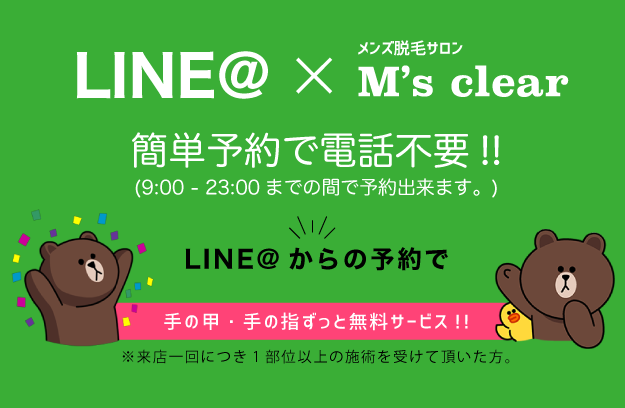 LINE@ × メンズ脱毛サロン
M's clear
簡単予約で電話不要!!
(9:00 - 23:00 までの間で予約出来ます。)
LINE@ からの予約で
手の甲・手の指ずっと無料サービス!!
※来店一回につき1部位以上の施術を受けて頂いた方。